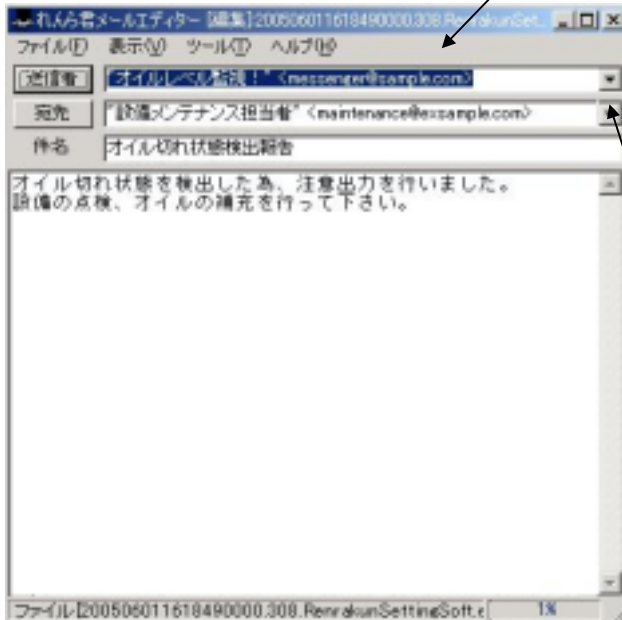 れんら君メールエディター [編集] 200506011618490000.308.RenrakunSet...
ファイル(F) 表示(V) ツール(T) ヘルプ(H)
送信者 "オイルレベル監視!" <messenger@sample.com>
宛先 "設備メンテナンス担当者" <maintenance@exsample.com>
件名 オイル切れ状態検出報告
オイル切れ状態を検出した為、注意出力を行いました。
設備の点検、オイルの補充を行って下さい。
ファイル[200506011618490000.308.RenrakunSettingSoft.e 1%